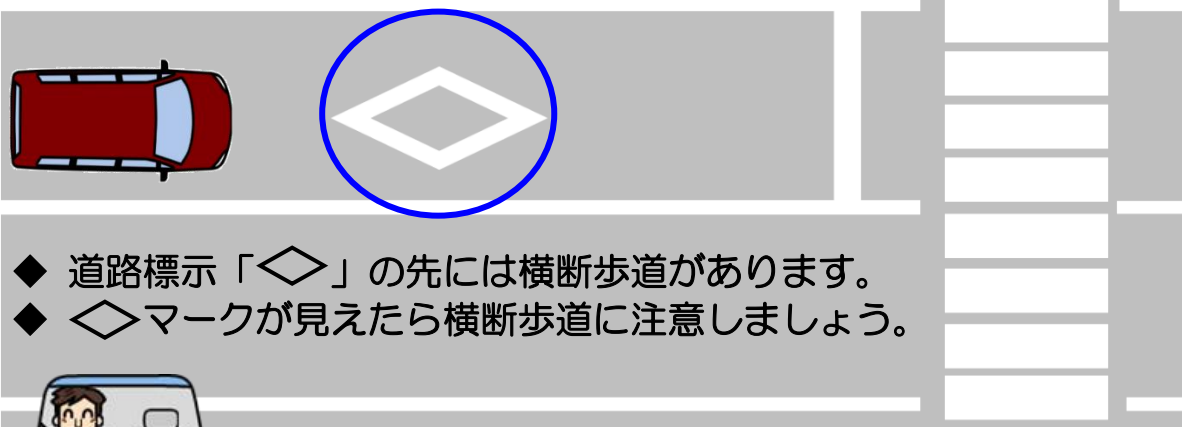 ◆ 道路標示「◇」の先には横断歩道があります。
◆ ◇マークが見えたら横断歩道に注意しましょう。